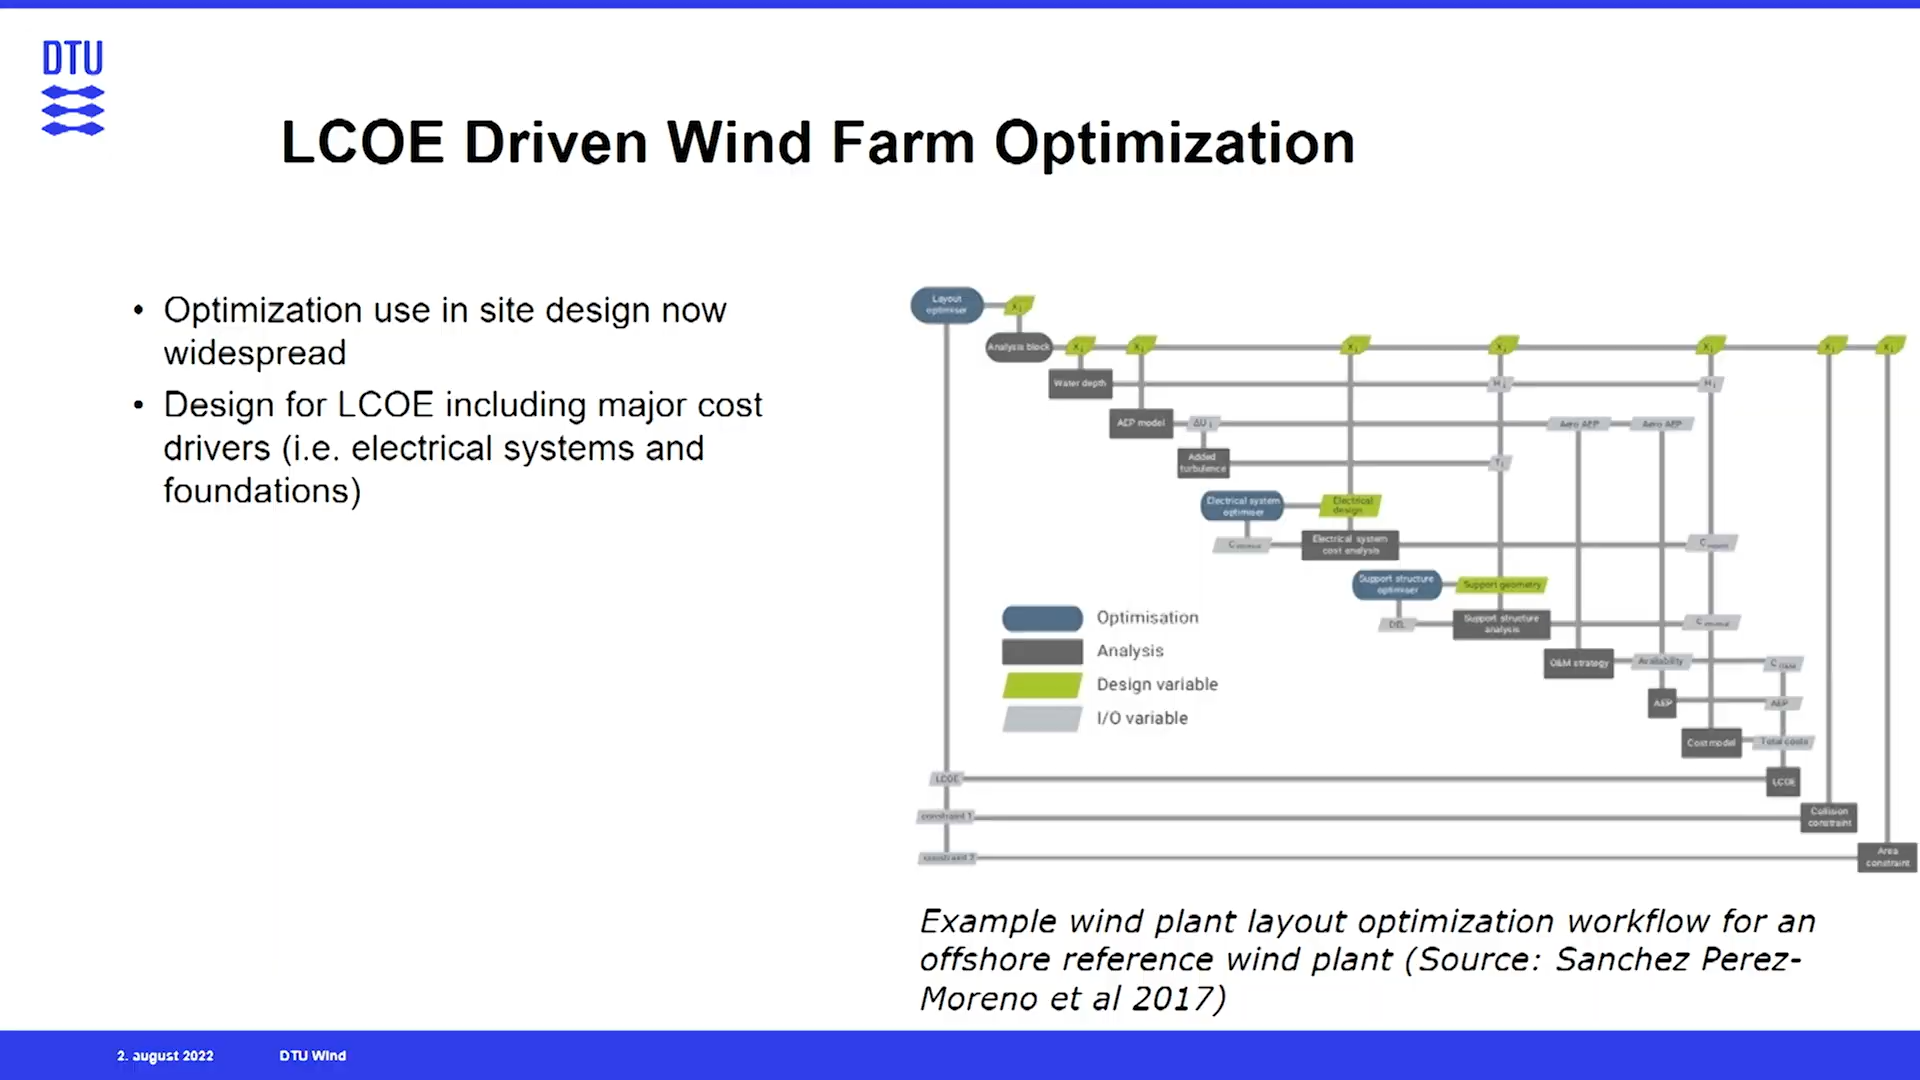 DTU
LCOE Driven Wind Farm Optimization
• Optimization use in site design now
widespread
• Design for LCOE including major cost
drivers (i.e. electrical systems and
foundations)
Layout
optimiser
Analysis block
Water depth
AEP model
Aero AEP
Aero AEP
Added
turbulence
Electrical system
optimiser
Electrical
design
Electrical system
cost analysis
Support structure
optimiser
Support geometry
DEL
Support structure
analysis
O&M strategy
Availability
AEP
AEP
Cost model
Total costs
LCOE
LCOE
constraint 1
Collision
constraint
constraint 2
Area
constraint
Optimisation
Analysis
Design variable
I/O variable
Example wind plant layout optimization workflow for an
offshore reference wind plant (Source: Sanchez Perez-
Moreno et al 2017)
2. august 2022
DTU Wind